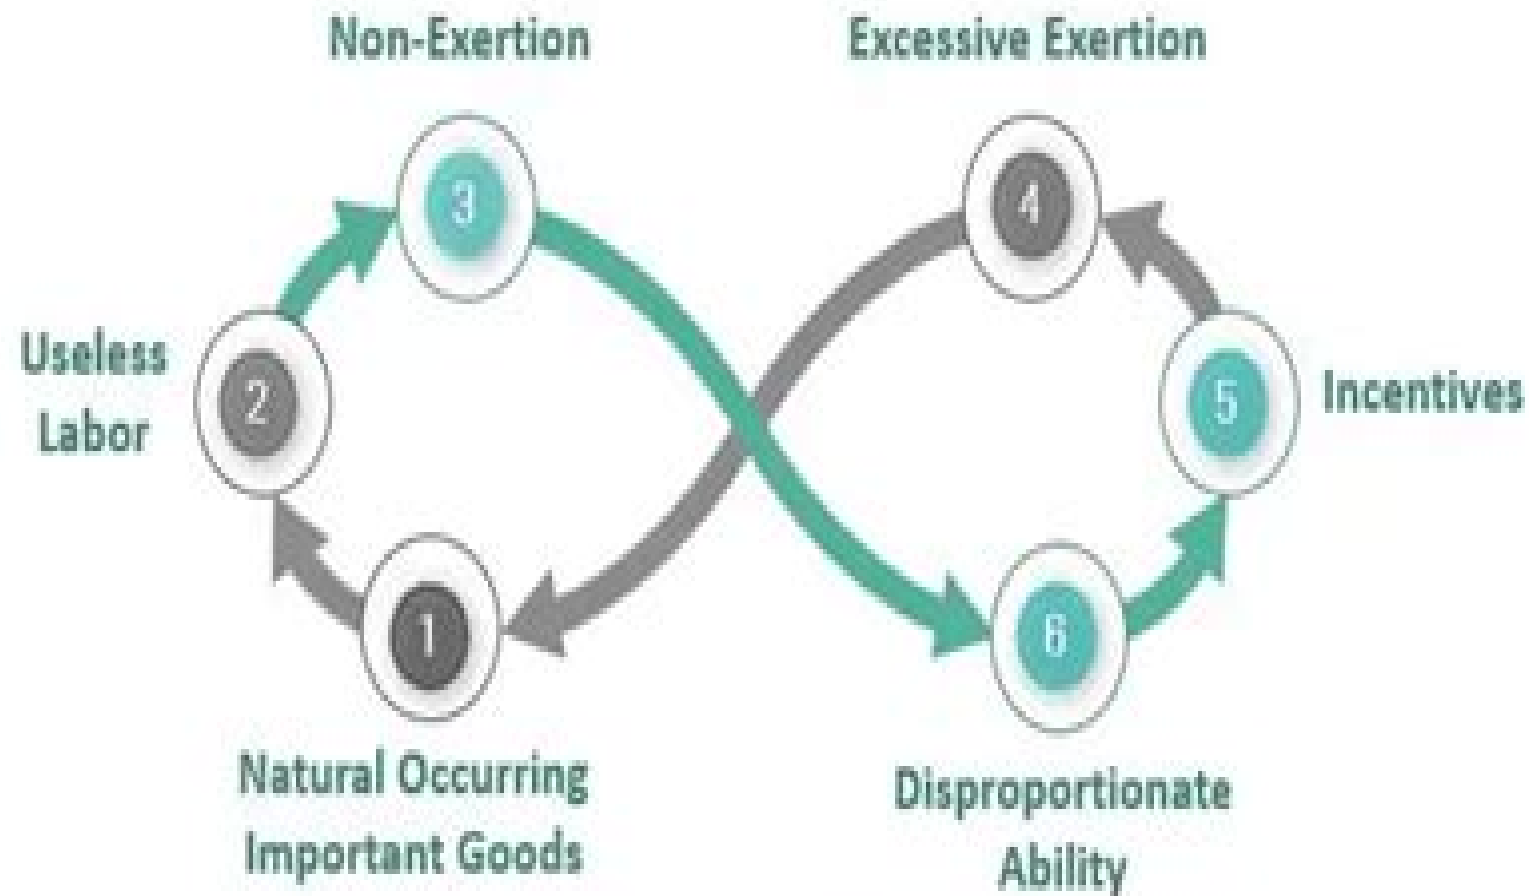 Non-Exertion
Excessive Exertion
3
4
Useless
Labor
2
5
Incentives
1
6
Natural Occurring
Important Goods
Disproportionate
Ability